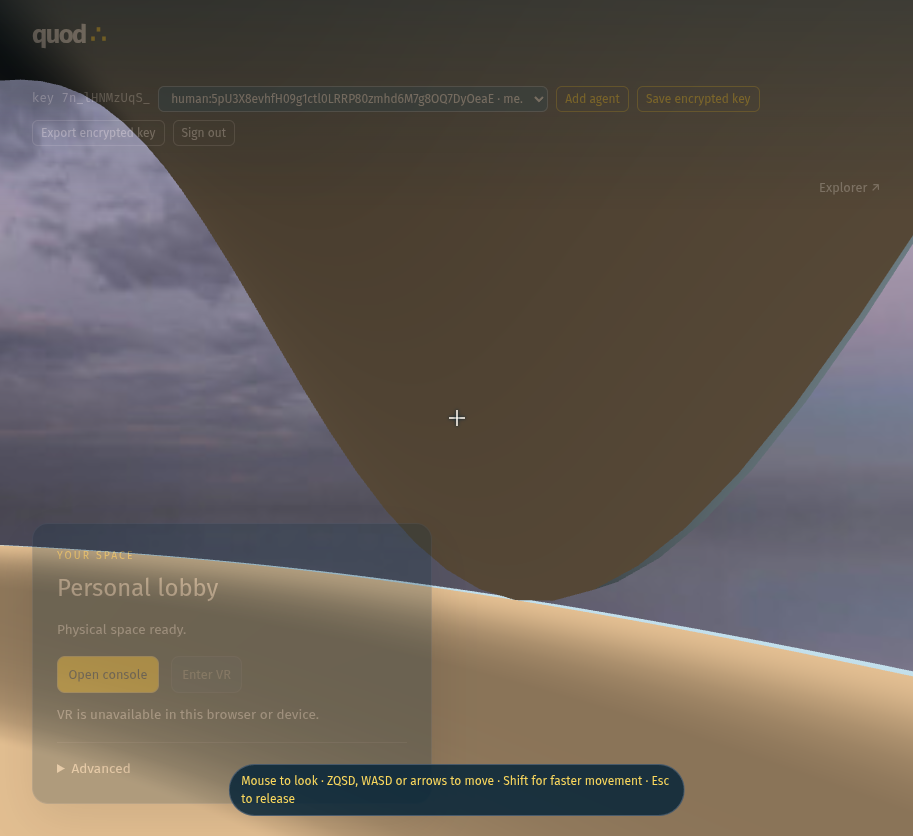 quod
key 7n_lHNMzUqS_ human:5pU3X8evhfH09g1ctl0LRRP80zmhd6M7g8OQ7DyOeaE · me. Add agent Save encrypted key
Export encrypted key Sign out
Explorer ↗
YOUR SPACE
Personal lobby
Physical space ready.
Open console Enter VR
VR is unavailable in this browser or device.
▶ Advanced
Mouse to look · ZQSD, WASD or arrows to move · Shift for faster movement · Esc
to release